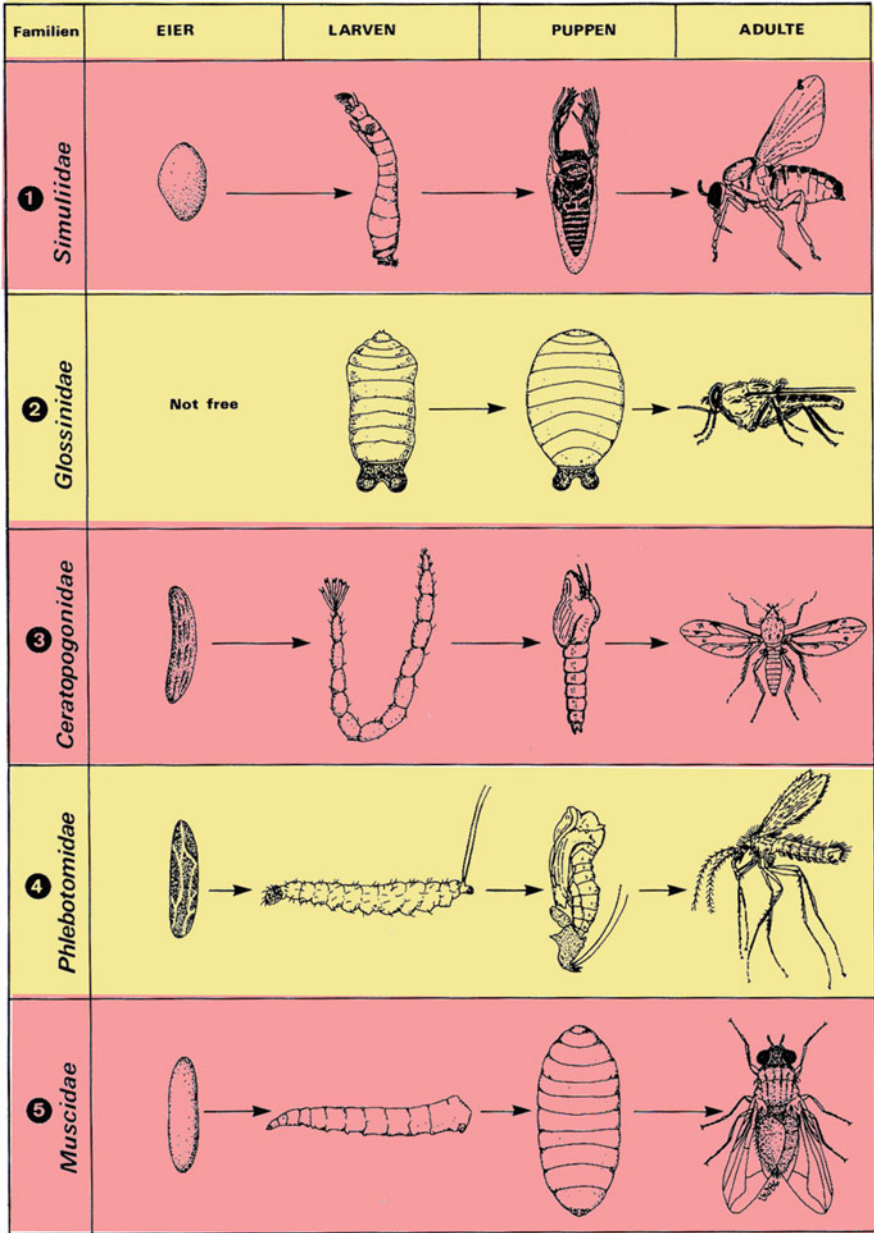 Familien EIER LARVEN PUPPEN ADULTE
1 Simuliidae
2 Glossinidae Not free
3 Ceratopogonidae
4 Phlebotomidae
5 Muscidae